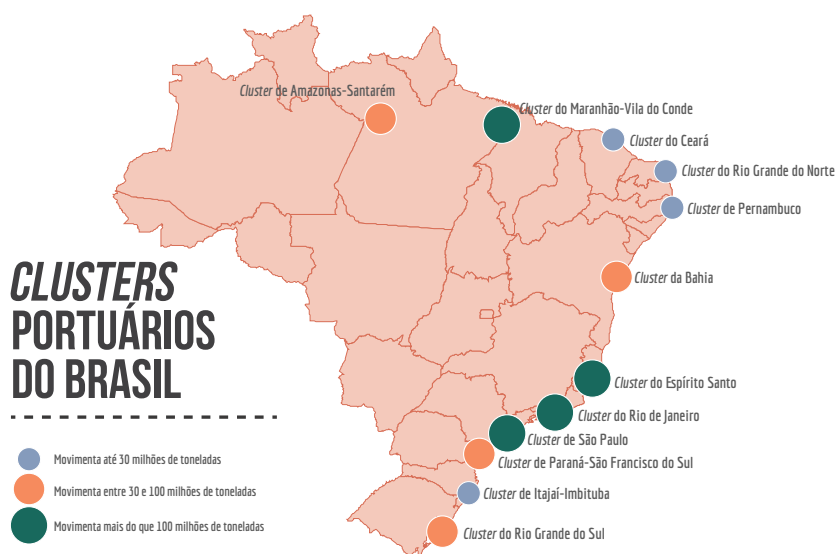 Cluster de Amazonas-Santarém
Cluster do Maranhão-Vila do Conde
Cluster do Ceará
Cluster do Rio Grande do Norte
Cluster de Pernambuco
Cluster da Bahia
CLUSTERS
PORTUÁRIOS
DO BRASIL
Cluster do Espírito Santo
Cluster do Rio de Janeiro
Cluster de São Paulo
Cluster de Paraná-São Francisco do Sul
Cluster de Itajaí-Imbituba
Cluster do Rio Grande do Sul
Movimenta até 30 milhões de toneladas
Movimenta entre 30 e 100 milhões de toneladas
Movimenta mais do que 100 milhões de toneladas